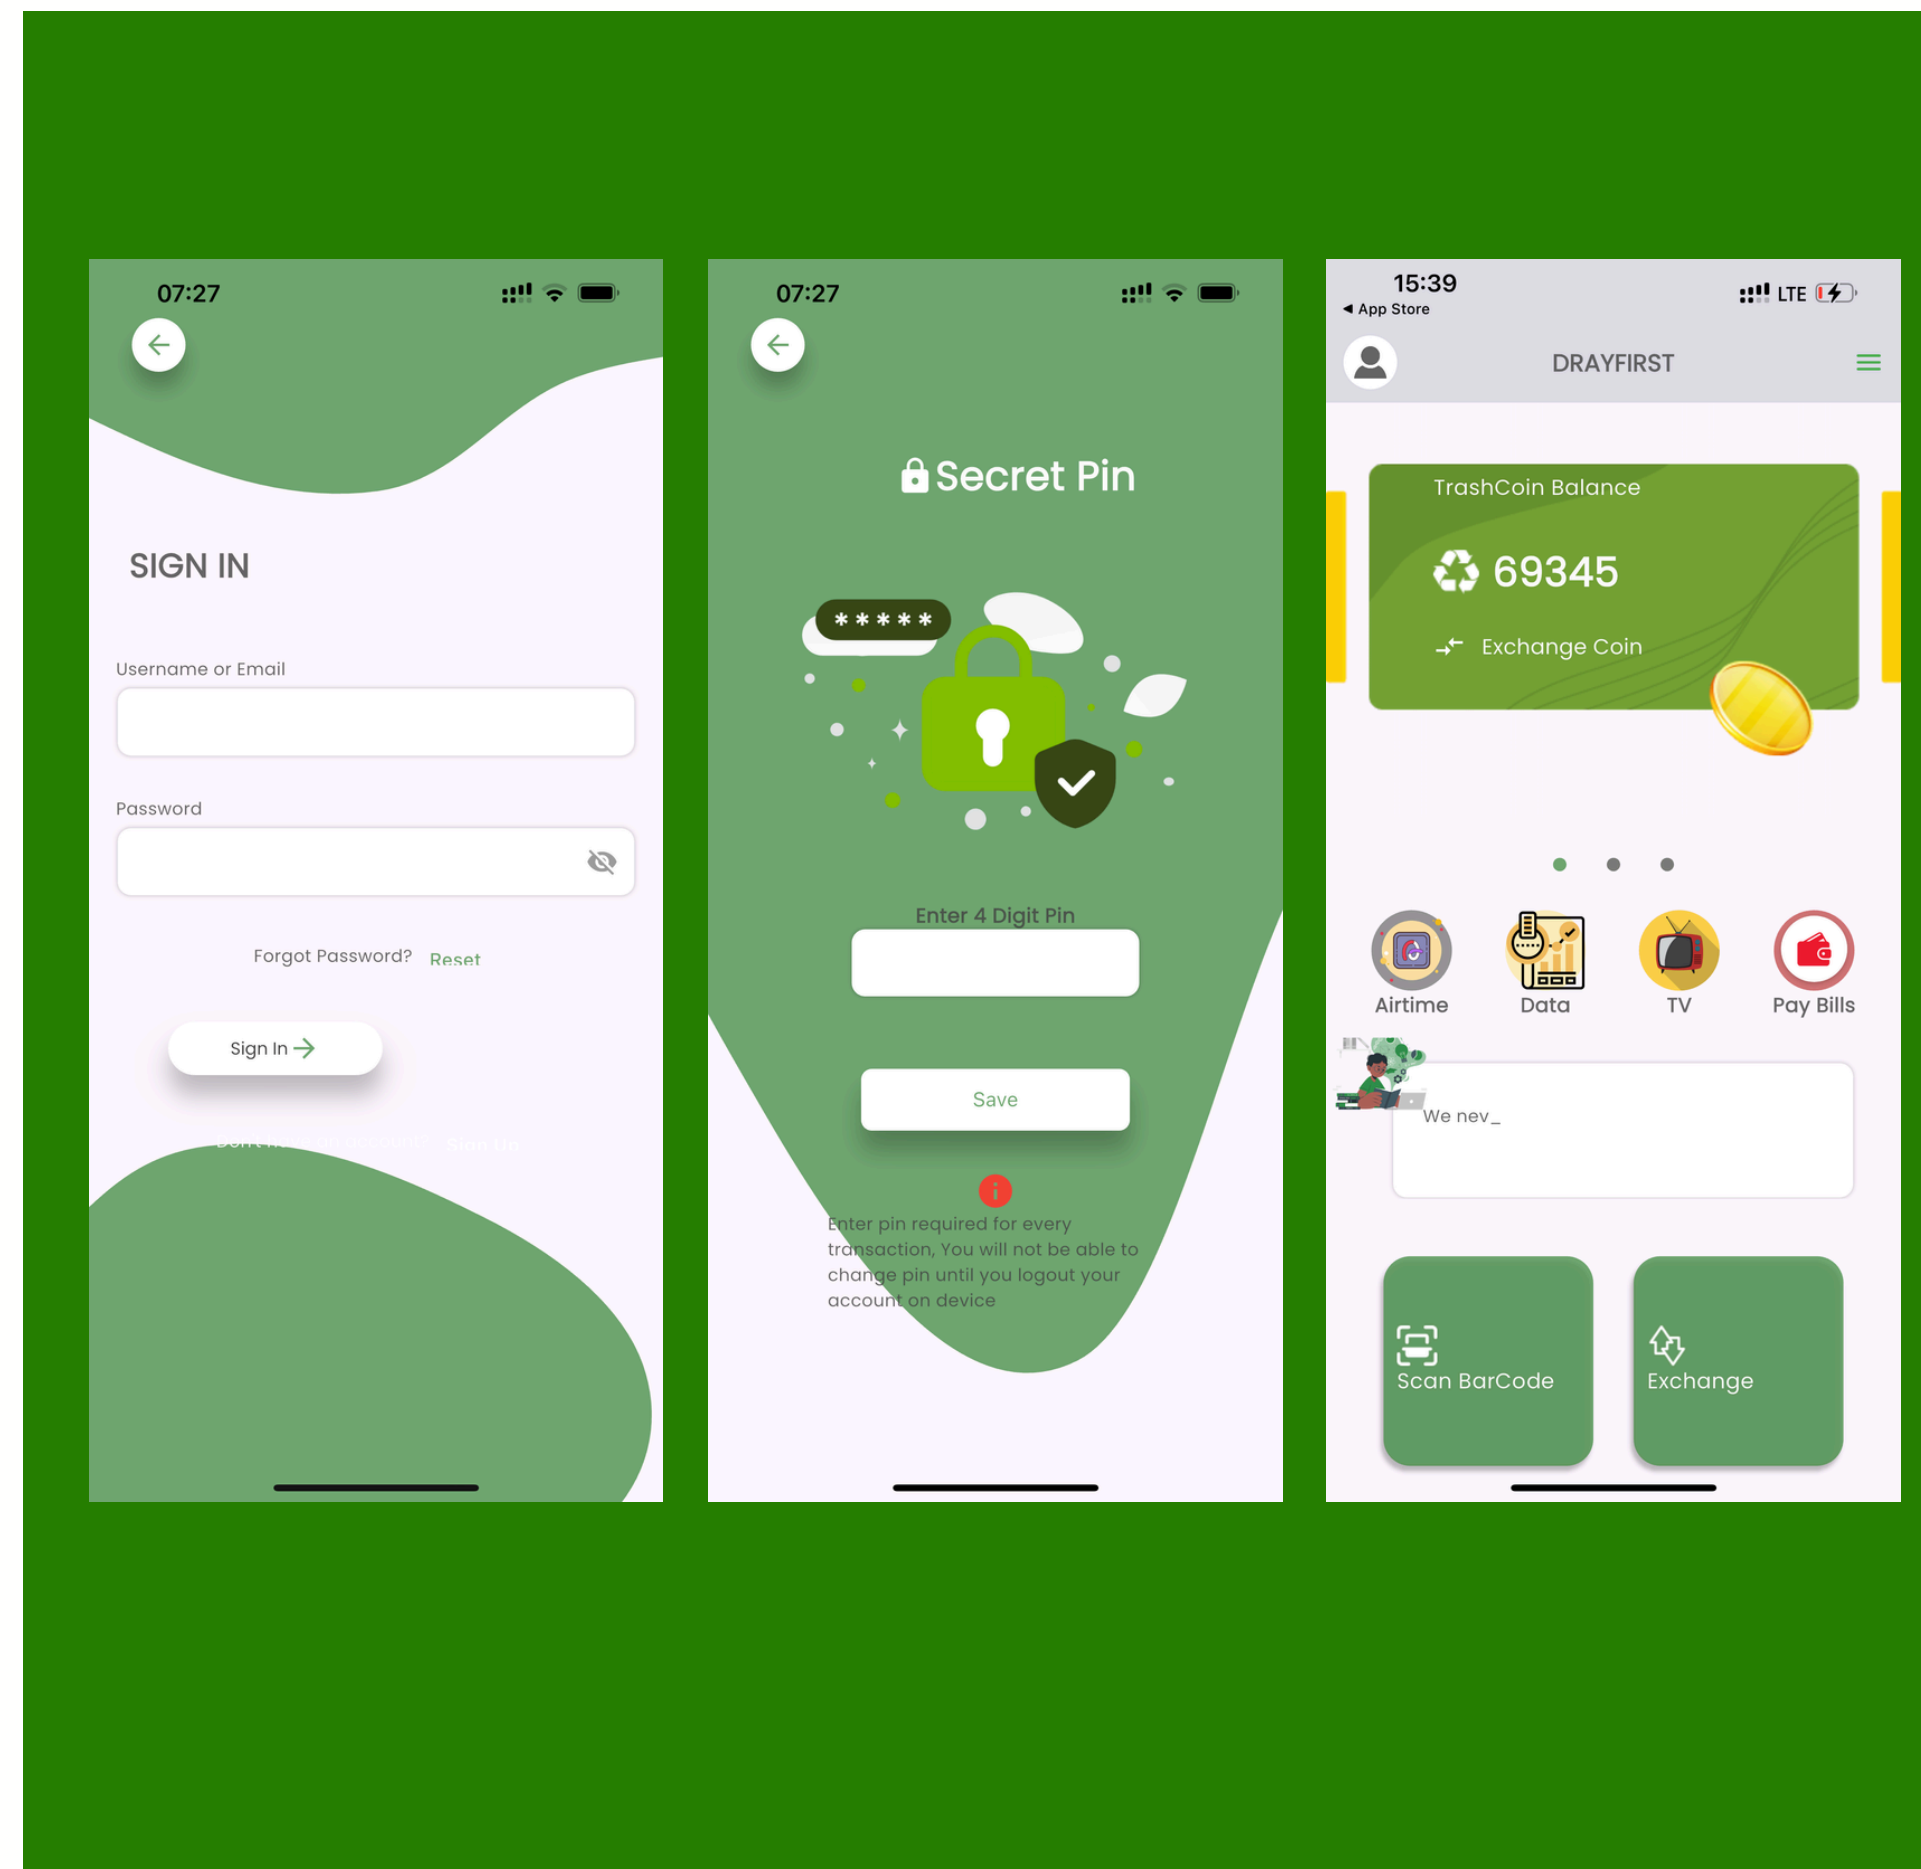 07:27
SIGN IN
Username or Email
Password
Forgot Password? Reset
Sign In
Sign Up
07:27
Secret Pin
*****
Enter 4 Digit Pin
Save
Enter pin required for every
transaction, You will not be able to
change pin until you logout your
account on device
15:39
LTE
App Store
DRAYFIRST
TrashCoin Balance
69345
Exchange Coin
Airtime Data TV Pay Bills
We nev_
Scan BarCode Exchange